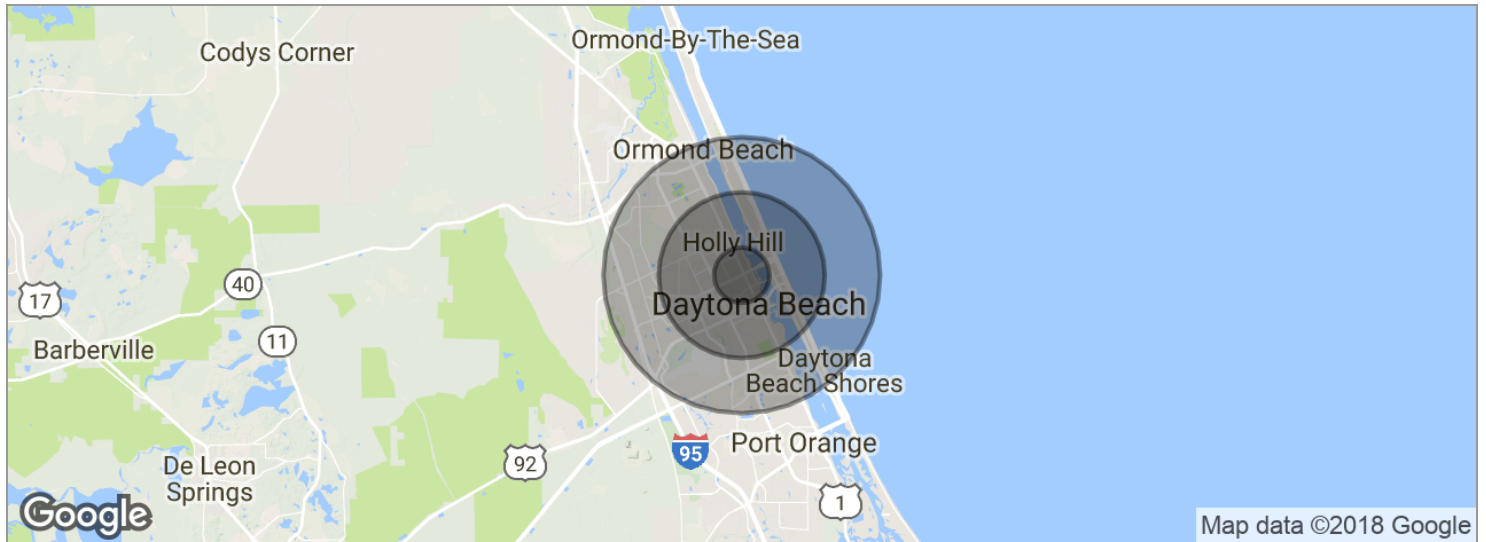 Ormond-By-The-Sea
Codys Corner
Ormond Beach
Holly Hill
40
17
Daytona Beach
11
Barberville
Daytona
Beach Shores
Port Orange
95
92
De Leon
Springs
1
Google
Map data ©2018 Google